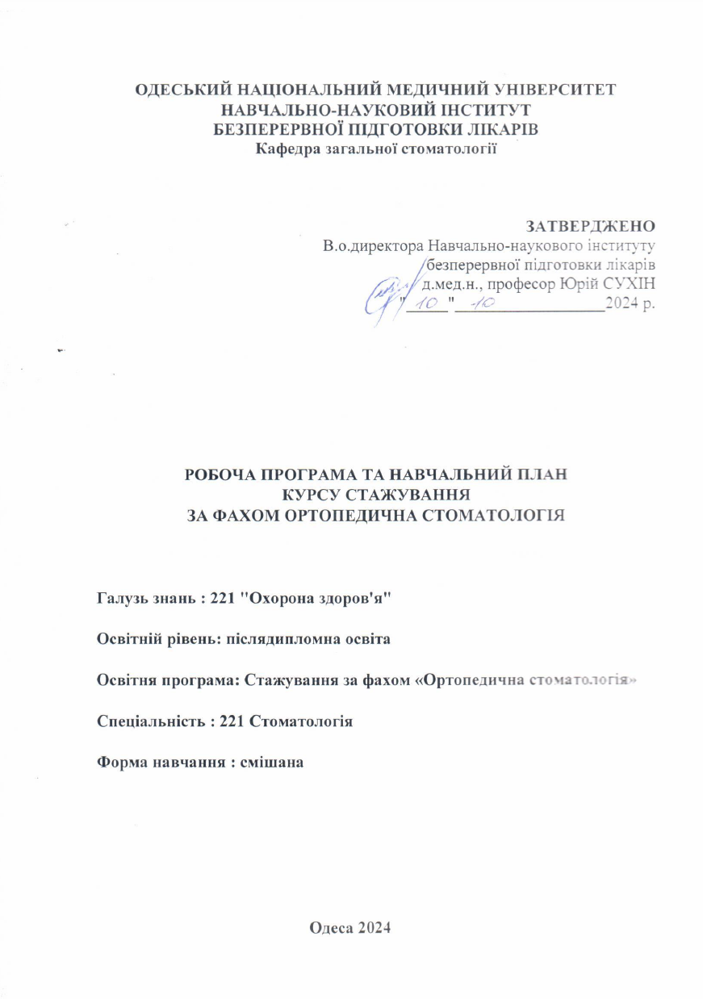 ОДЕСЬКИЙ НАЦІОНАЛЬНИЙ МЕДИЧНИЙ УНІВЕРСИТЕТ
НАВЧАЛЬНО-НАУКОВИЙ ІНСТИТУТ
БЕЗПЕРЕРВНОЇ ПІДГОТОВКИ ЛІКАРІВ
Кафедра загальної стоматології
ЗАТВЕРДЖЕНО
В.о.директора Навчально-наукового інституту
безперервної підготовки лікарів
д.мед.н., професор Юрій СУХІН
"10" 10 2024 р.
РОБОЧА ПРОГРАМА ТА НАВЧАЛЬНИЙ ПЛАН
КУРСУ СТАЖУВАННЯ
ЗА ФАХОМ ОРТОПЕДИЧНА СТОМАТОЛОГІЯ
Галузь знань : 221 "Охорона здоров'я"
Освітній рівень: післядипломна освіта
Освітня програма: Стажування за фахом «Ортопедична стоматологія»
Спеціальність : 221 Стоматологія
Форма навчання : смішана
Одеса 2024